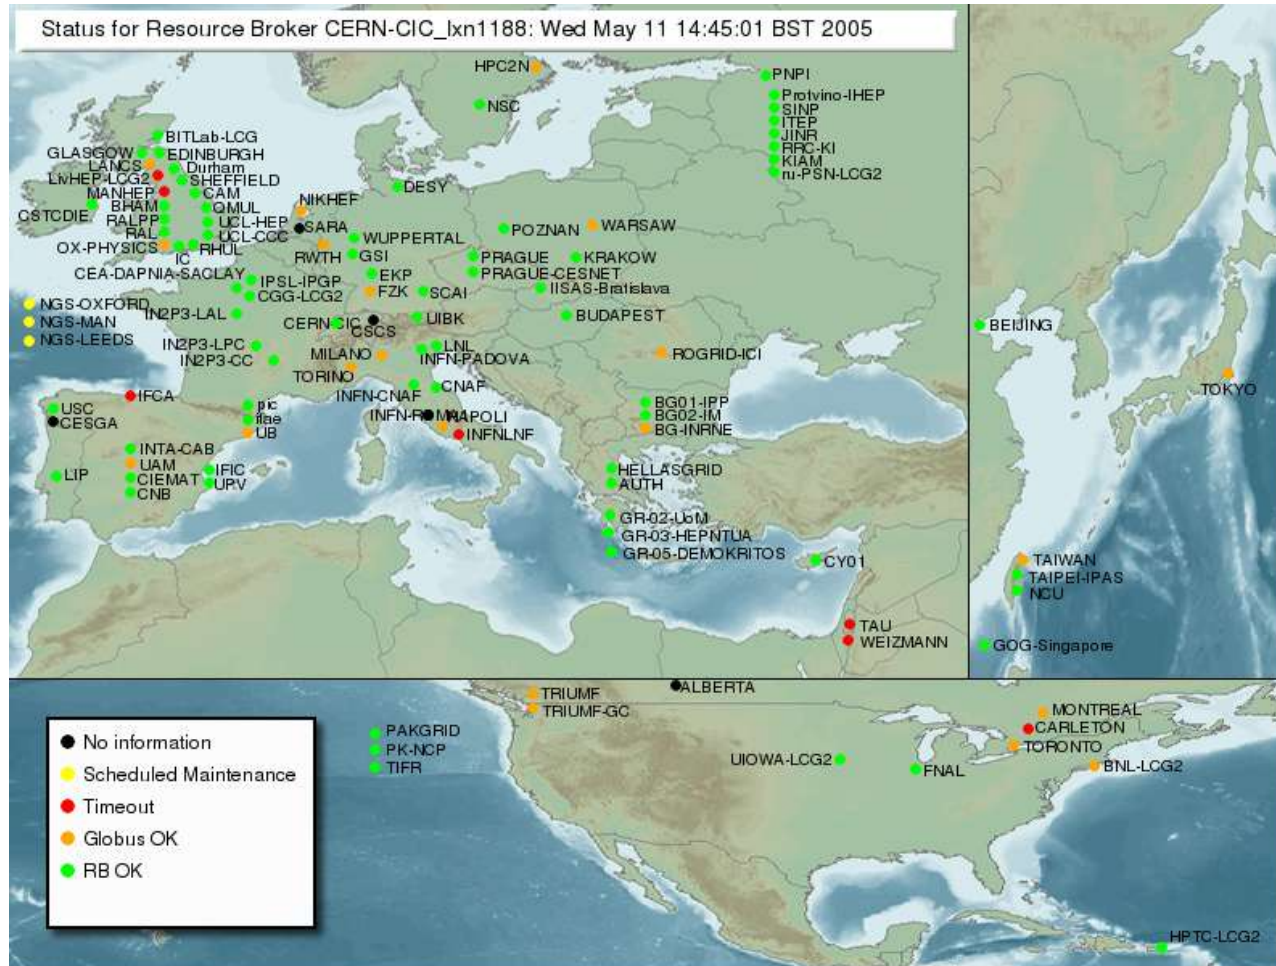 Status for Resource Broker CERN-CIC_lxn1188: Wed May 11 14:45:01 BST 2005
HPC2N
NSC
PNPI
Protvino-IHEP
SINP
ITEP
JINR
RRC-KI
KIAM
ru-PSN-LCG2
BITLab-LCG
GLASGOW
EDINBURGH
LANCS
Durham
LivHEP-LCG2
SHEFFIELD
MANHEP
CAM
BHAM
QMUL
CSTCDIE
RALPP
UCL-HEP
RAL
UCL-CCC
OX-PHYSICS
IC
RHUL
DESY
NIKHEF
SARA
RWTH
WUPPERTAL
GSI
POZNAN
WARSAW
PRAGUE
KRAKOW
PRAGUE-CESNET
CEA-DAPNIA-SACLAY
IPSL-IPGP
EKP
CGG-LCG2
FZK
SCAI
IISAS-Bratislava
NGS-OXFORD
NGS-MAN
NGS-LEEDS
IN2P3-LAL
CERN-CIC
CSCS
UIBK
BUDAPEST
IN2P3-LPC
IN2P3-CC
MILANO
LNL
INFN-PADOVA
TORINO
ROGRID-ICI
IFCA
INFN-CNAF
CNAF
USC
CESGA
pic
ifae
UB
INFN-ROMA1
NAPOLI
INFNLNF
BG01-IPP
BG02-IM
BG-INRNE
INTA-CAB
UAM
LIP
CIEMAT
CNB
IFIC
UPV
HELLASGRID
AUTH
GR-02-UoM
GR-03-HEPNTUA
GR-05-DEMOKRITOS
CY01
TAU
WEIZMANN
BEIJING
TOKYO
TAIWAN
TAIPEI-IPAS
NCU
GOG-Singapore
TRIUMF
TRIUMF-GC
ALBERTA
MONTREAL
CARLETON
TORONTO
BNL-LCG2
UIOWA-LCG2
FNAL
PAKGRID
PK-NCP
TIFR
HPTC-LCG2
No information
Scheduled Maintenance
Timeout
Globus OK
RB OK